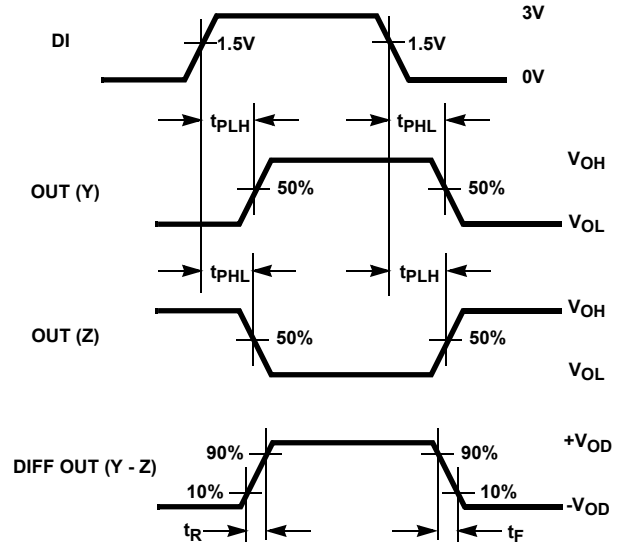 3V
DI
1.5V
1.5V
0V
tPLH
tPHL
VOH
OUT (Y)
50%
50%
VOL
tPHL
tPLH
VOH
OUT (Z)
50%
50%
VOL
+VOD
DIFF OUT (Y - Z)
90%
90%
10%
10%
-VOD
tR
tF